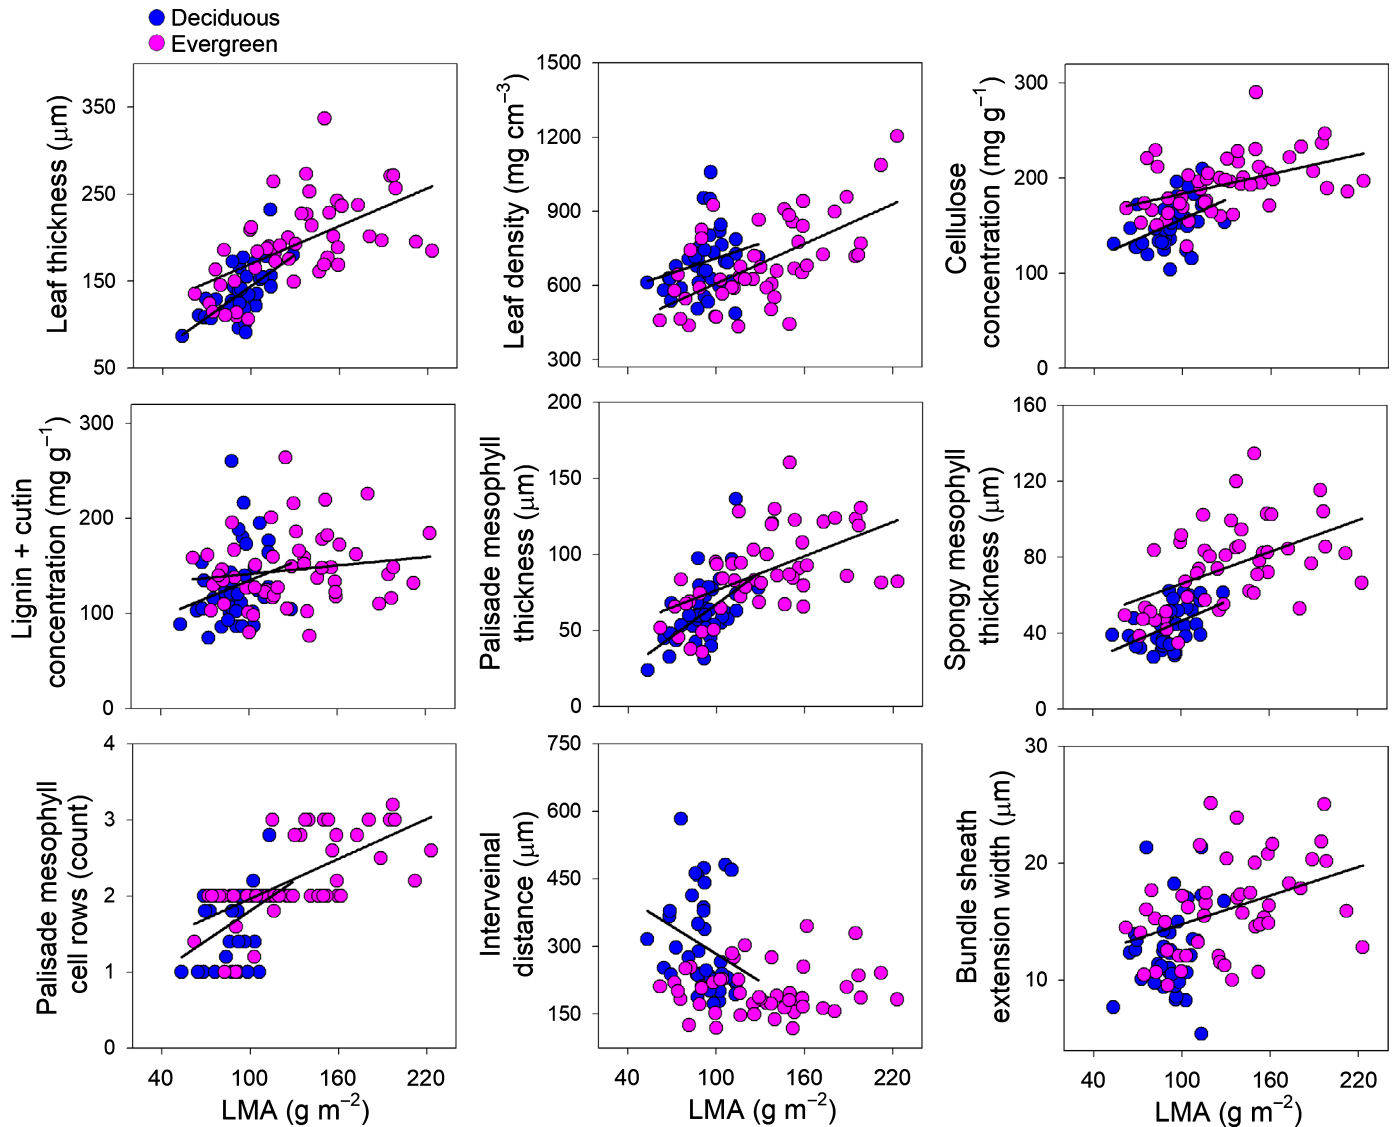 Deciduous
Evergreen
Leaf thickness (μm)
350
250
150
50
Leaf density (mg cm⁻³)
1500
1200
900
600
300
Cellulose
concentration (mg g⁻¹)
300
200
100
0
Lignin + cutin
concentration (mg g⁻¹)
300
200
100
0
Palisade mesophyll
thickness (μm)
200
150
100
50
0
Spongy mesophyll
thickness (μm)
160
120
80
40
0
Palisade mesophyll
cell rows (count)
4
3
2
1
0
40 100 160 220
LMA (g m⁻²)
Interveinal
distance (μm)
750
600
450
300
150
40 100 160 220
LMA (g m⁻²)
Bundle sheath
extension width (μm)
30
20
10
40 100 160 220
LMA (g m⁻²)